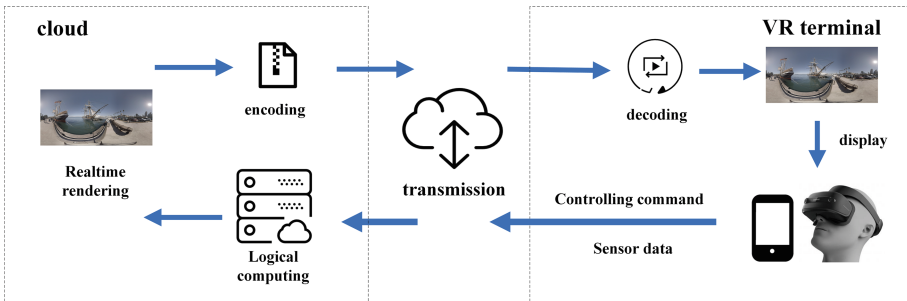 cloud
VR terminal
encoding
decoding
display
Realtime
rendering
transmission
Controlling command
Sensor data
Logical
computing